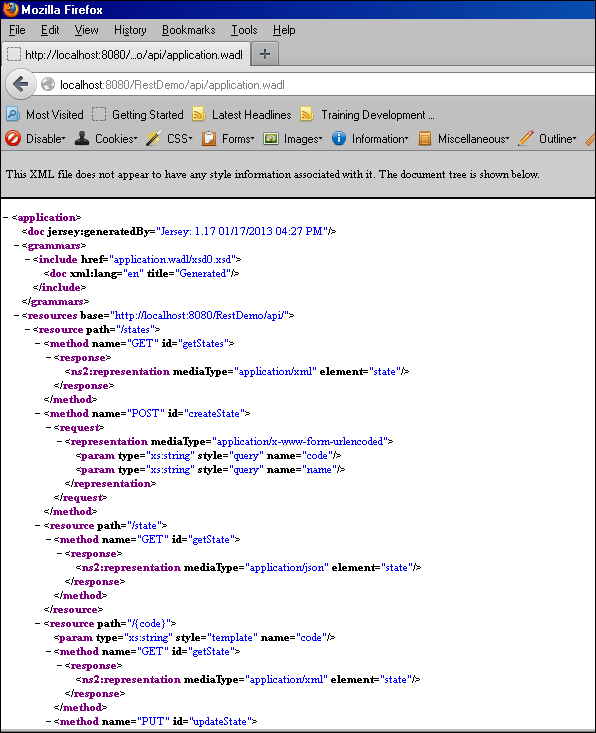 Mozilla Firefox
File Edit View History Bookmarks Tools Help
http://localhost:8080/...o/api/application.wadl +
localhost:8080/RestDemo/api/application.wadl
Most Visited Getting Started Latest Headlines Training Development ...
Disable Cookies CSS Forms Images Information Miscellaneous Outline
This XML file does not appear to have any style information associated with it. The document tree is shown below.
- <application>
<doc jersey:generatedBy="Jersey: 1.17 01/17/2013 04:27 PM"/>
- <grammars>
- <include href="application.wadl/xsd0.xsd">
<doc xml:lang="en" title="Generated"/>
</include>
</grammars>
- <resources base="http://localhost:8080/RestDemo/api/">
- <resource path="/states">
- <method name="GET" id="getStates">
- <response>
<ns2:representation mediaType="application/xml" element="state"/>
</response>
</method>
- <method name="POST" id="createState">
- <request>
- <representation mediaType="application/x-www-form-urlencoded">
<param type="xs:string" style="query" name="code"/>
<param type="xs:string" style="query" name="name"/>
</representation>
</request>
</method>
- <resource path="/state">
- <method name="GET" id="getState">
- <response>
<ns2:representation mediaType="application/json" element="state"/>
</response>
</method>
</resource>
- <resource path="/{code}">
<param type="xs:string" style="template" name="code"/>
- <method name="GET" id="getState">
- <response>
<ns2:representation mediaType="application/xml" element="state"/>
</response>
</method>
- <method name="PUT" id="updateState">